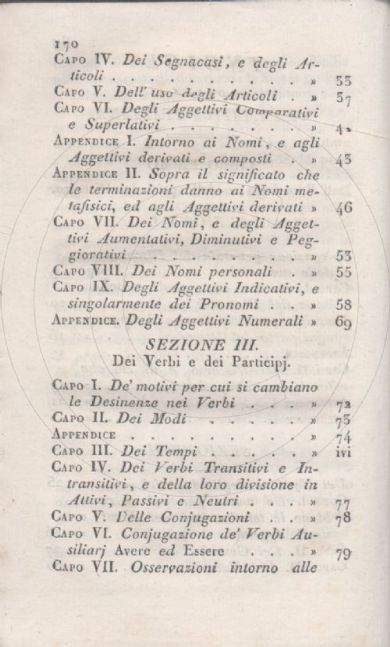 170
CAPO IV. Dei Segnacasi, e degli Ar-
ticoli . . . . . . . . . . » 35
CAPO V. Dell' uso degli Articoli . » 37
CAPO VI. Degli Aggettivi Comparativi
e Superlativi . . . . . . . »
APPENDICE I. Intorno ai Nomi, e agli
Aggettivi derivati e composti . » 43
APPENDICE II. Sopra il significato che
le terminazioni danno ai Nomi me-
tafisici, ed agli Aggettivi derivati » 46
CAPO VII. Dei Nomi, e degli Agget-
tivi Aumentativi, Diminutivi e Peg-
giorativi . . . . . . . . » 53
CAPO VIII. Dei Nomi personali . » 55
CAPO IX. Degli Aggettivi Indicativi, e
singolarmente dei Pronomi . . » 58
APPENDICE. Degli Aggettivi Numerali » 69
SEZIONE III.
Dei Verbi e dei Participj.
CAPO I. De' motivi per cui si cambiano
le Desinenze nei Verbi . . . » 72
CAPO II. Dei Modi . . . . . » 73
APPENDICE . . . . . . . . . » 74
CAPO III. Dei Tempi . . . . . » ivi
CAPO IV. Dei Verbi Transitivi e In-
transitivi, e della loro divisione in
Attivi, Passivi e Neutri . . . » 77
CAPO V. Delle Conjugazioni . . » 78
CAPO VI. Conjugazione de' Verbi Au-
siliarj Avere ed Essere . . . » 79
CAPO VII. Osservazioni intorno alle